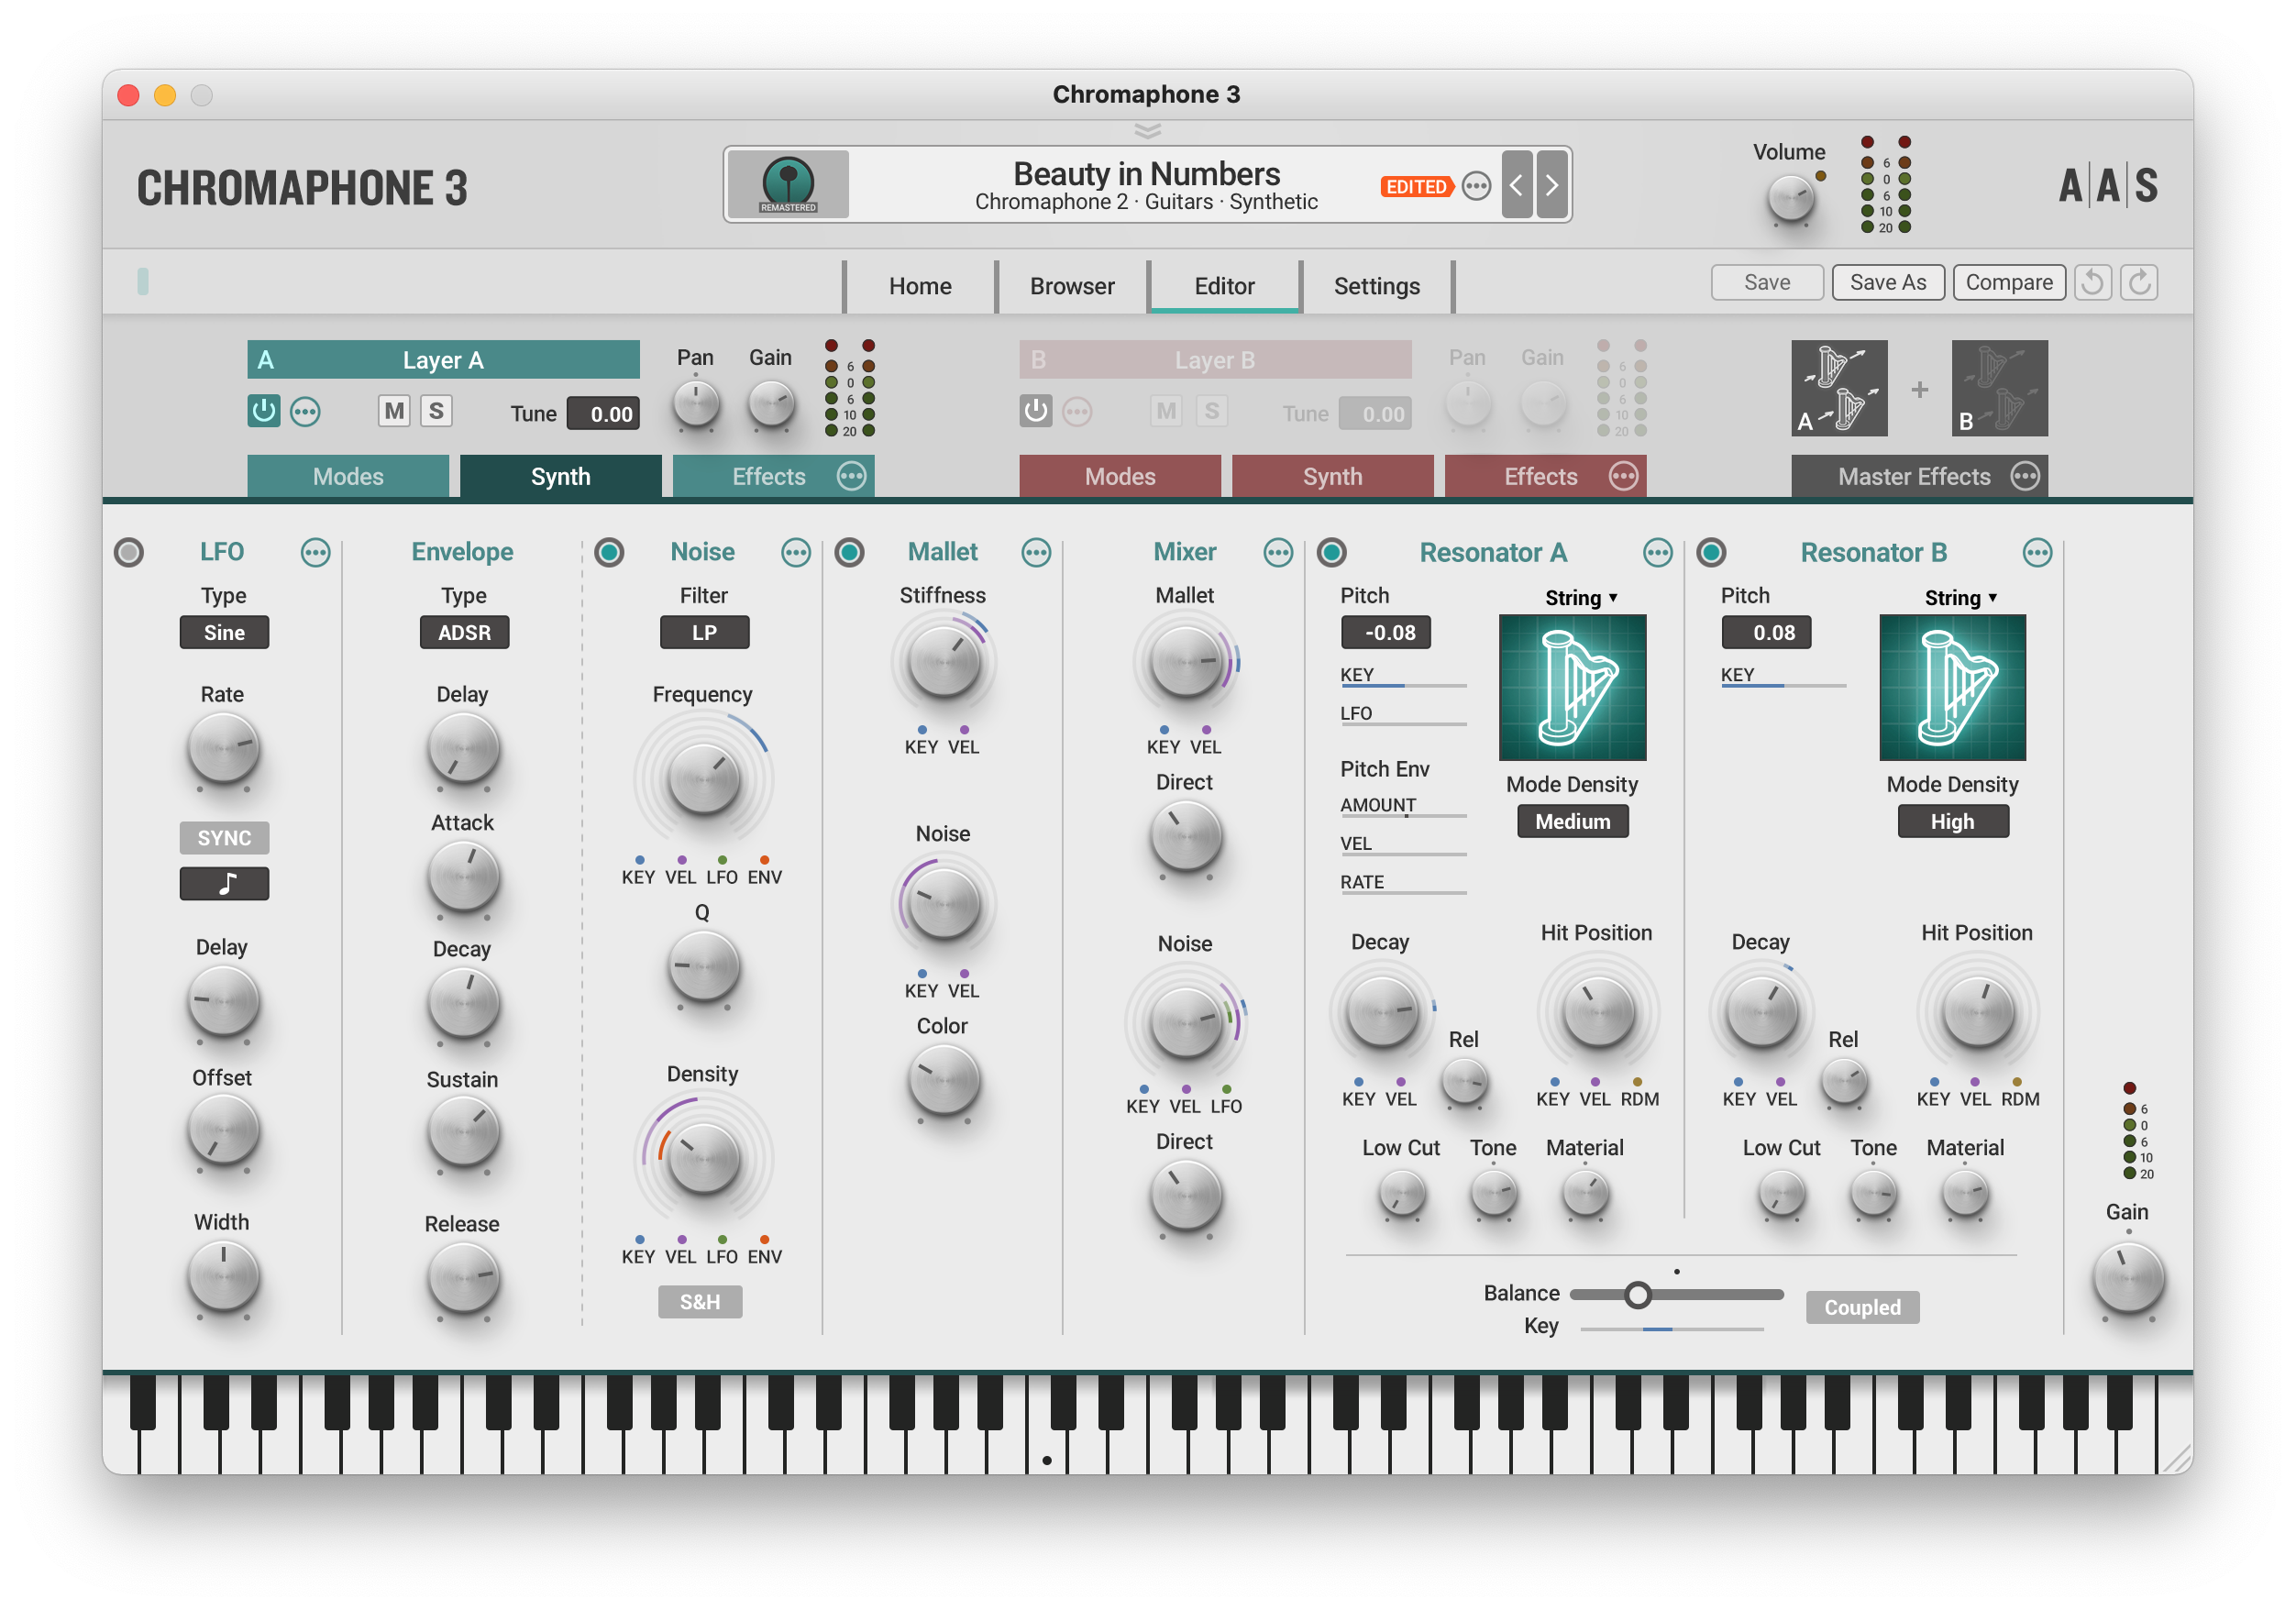 Chromaphone 3
CHROMAPHONE 3
REMASTERED
Beauty in Numbers
Chromaphone 2 · Guitars · Synthetic
EDITED
Volume
6
0
6
10
20
A|A|S
Home
Browser
Editor
Settings
Save
Save As
Compare
A Layer A
M S
Tune 0.00
Pan
Gain
6
0
6
10
20
Modes
Synth
Effects
B Layer B
M S
Tune 0.00
Pan
Gain
6
0
6
10
20
Modes
Synth
Effects
A + B
Master Effects
LFO
Type
Sine
Rate
SYNC
Delay
Offset
Width
Envelope
Type
ADSR
Delay
Attack
Decay
Sustain
Release
Noise
Filter
LP
Frequency
KEY VEL LFO ENV
Q
Density
KEY VEL LFO ENV
S&H
Mallet
Stiffness
KEY VEL
Noise
KEY VEL
Color
Mixer
Mallet
KEY VEL
Direct
Noise
KEY VEL LFO
Direct
Resonator A
Pitch
-0.08
KEY
LFO
String
Pitch Env
AMOUNT
VEL
RATE
Mode Density
Medium
Decay
KEY VEL
Rel
Hit Position
KEY VEL RDM
Low Cut
Tone
Material
Resonator B
Pitch
0.08
KEY
String
Mode Density
High
Decay
KEY VEL
Rel
Hit Position
KEY VEL RDM
Low Cut
Tone
Material
Balance
Key
Coupled
6
0
6
10
20
Gain